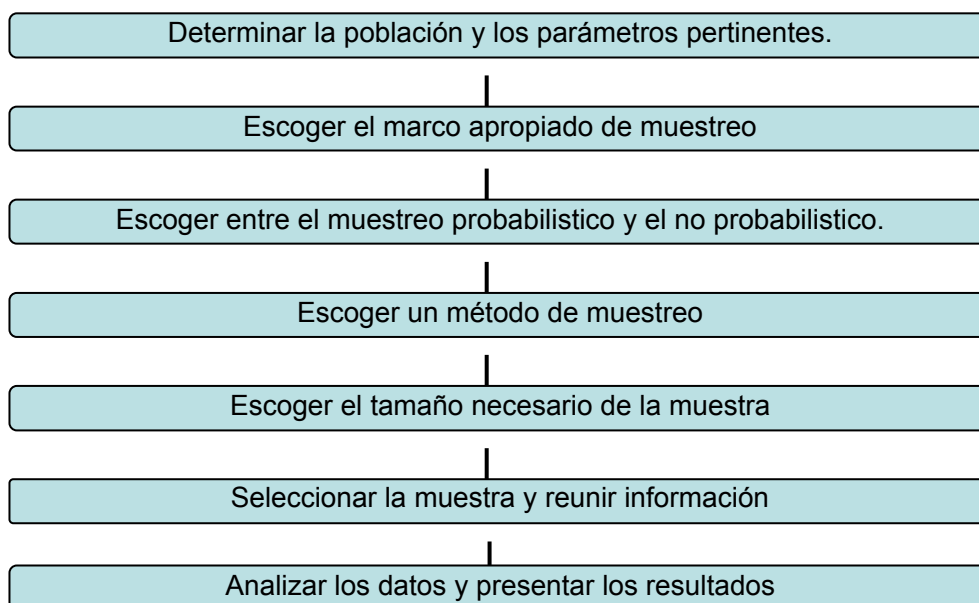 Determinar la población y los parámetros pertinentes.
Escoger el marco apropiado de muestreo
Escoger entre el muestreo probabilistico y el no probabilistico.
Escoger un método de muestreo
Escoger el tamaño necesario de la muestra
Seleccionar la muestra y reunir información
Analizar los datos y presentar los resultados